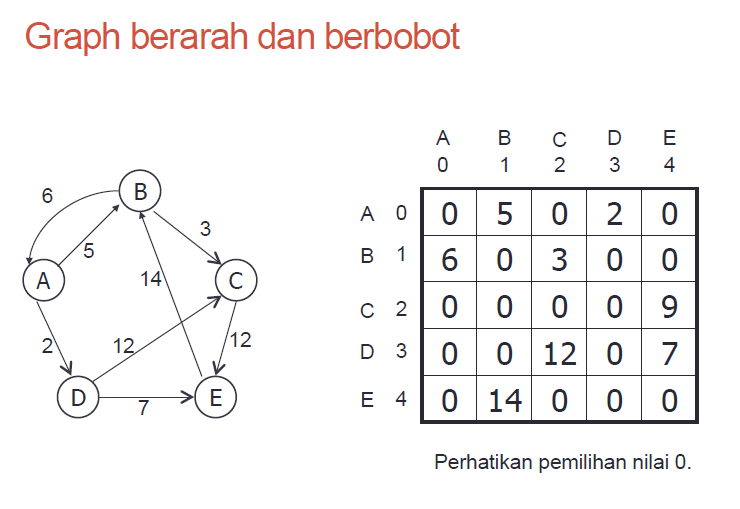 Graph berarah dan berbobot
A B C D E
0 1 2 3 4
6 B
3
5
A 14 C
2 12 12
D 7 E
A 0 0 5 0 2 0
B 1 6 0 3 0 0
C 2 0 0 0 0 9
D 3 0 0 12 0 7
E 4 0 14 0 0 0
Perhatikan pemilihan nilai 0.